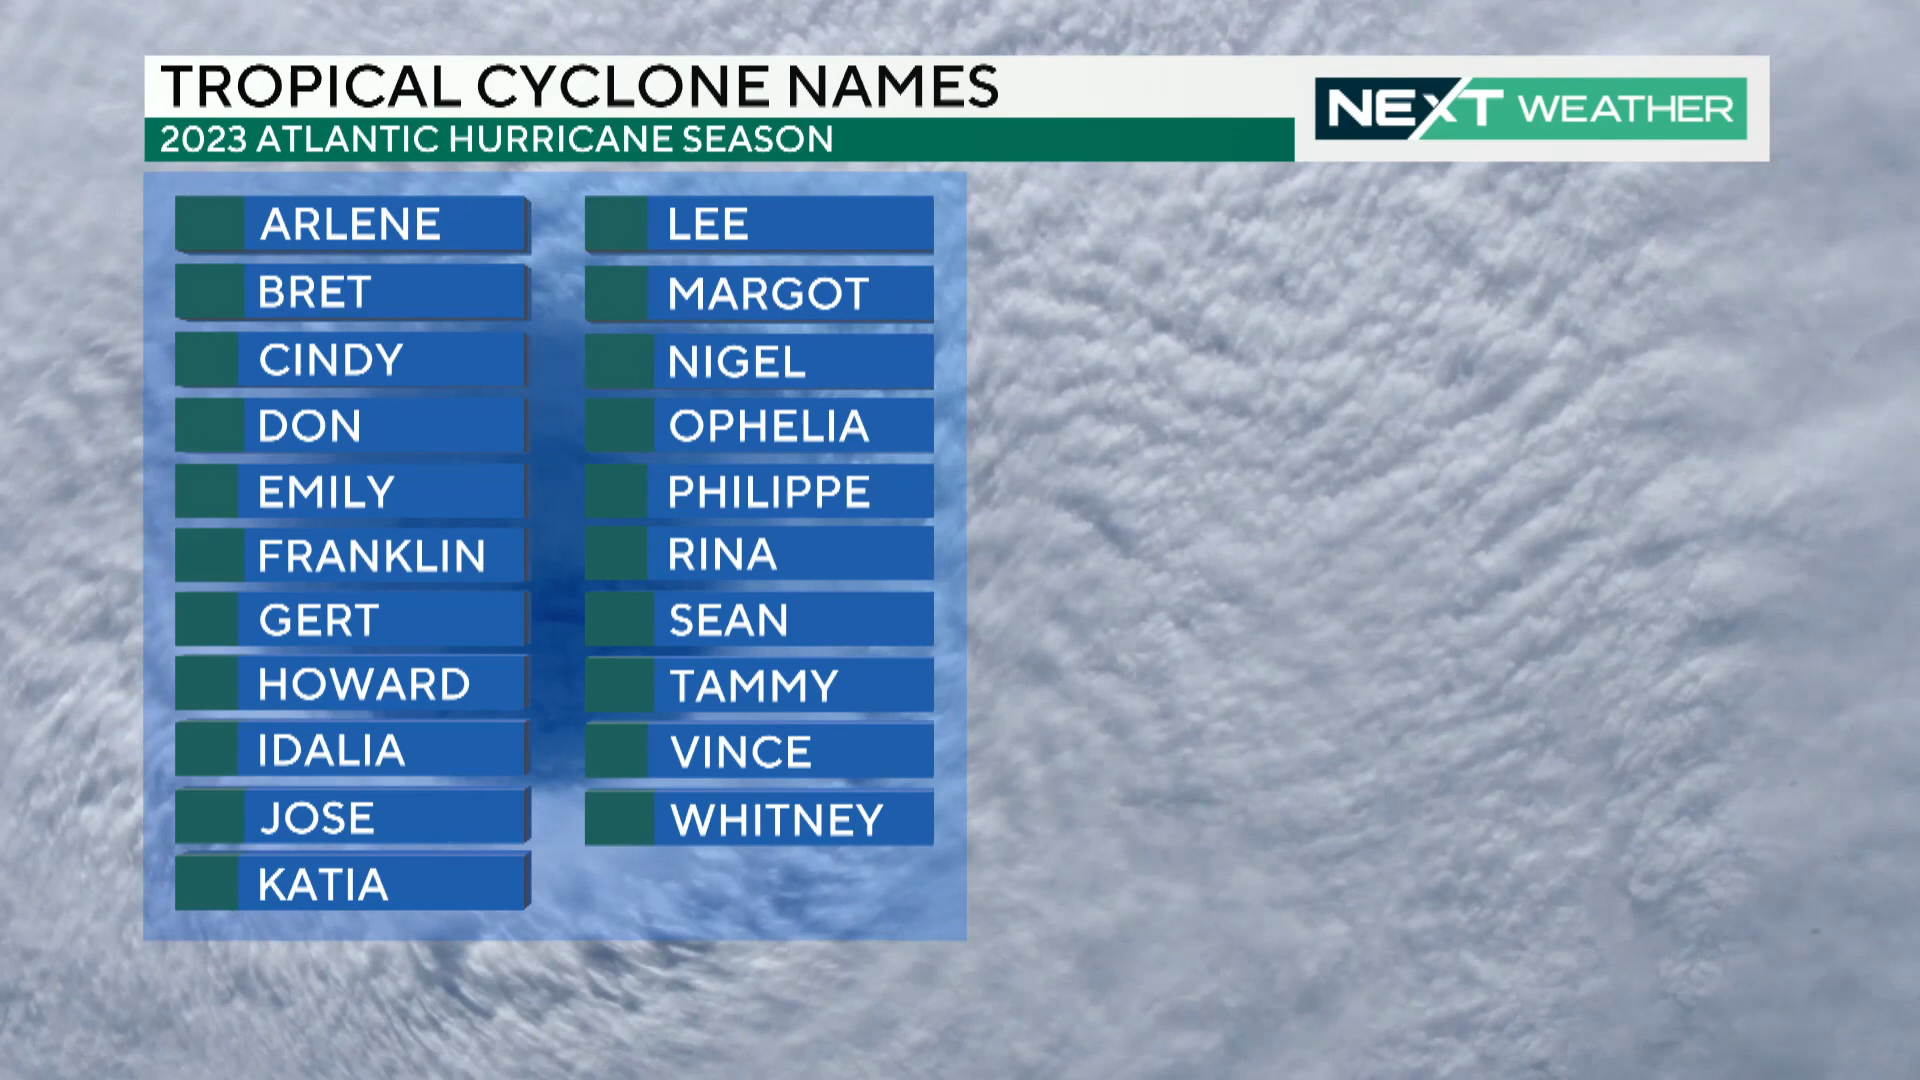 TROPICAL CYCLONE NAMES
2023 ATLANTIC HURRICANE SEASON
NEXT WEATHER
ARLENE
BRET
CINDY
DON
EMILY
FRANKLIN
GERT
HOWARD
IDALIA
JOSE
KATIA
LEE
MARGOT
NIGEL
OPHELIA
PHILIPPE
RINA
SEAN
TAMMY
VINCE
WHITNEY